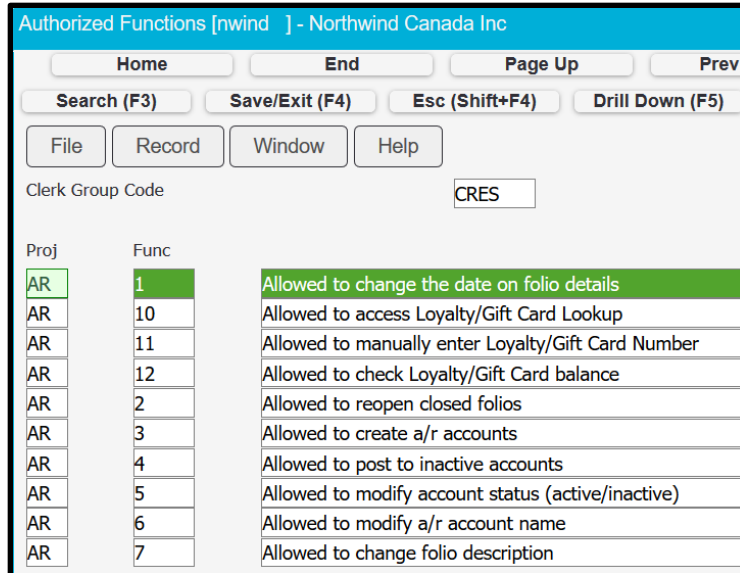 Authorized Functions [nwind ] - Northwind Canada Inc
Home End Page Up Prev
Search (F3) Save/Exit (F4) Esc (Shift+F4) Drill Down (F5)
File Record Window Help
Clerk Group Code CRES
Proj Func
AR 1 Allowed to change the date on folio details
AR 10 Allowed to access Loyalty/Gift Card Lookup
AR 11 Allowed to manually enter Loyalty/Gift Card Number
AR 12 Allowed to check Loyalty/Gift Card balance
AR 2 Allowed to reopen closed folios
AR 3 Allowed to create a/r accounts
AR 4 Allowed to post to inactive accounts
AR 5 Allowed to modify account status (active/inactive)
AR 6 Allowed to modify a/r account name
AR 7 Allowed to change folio description